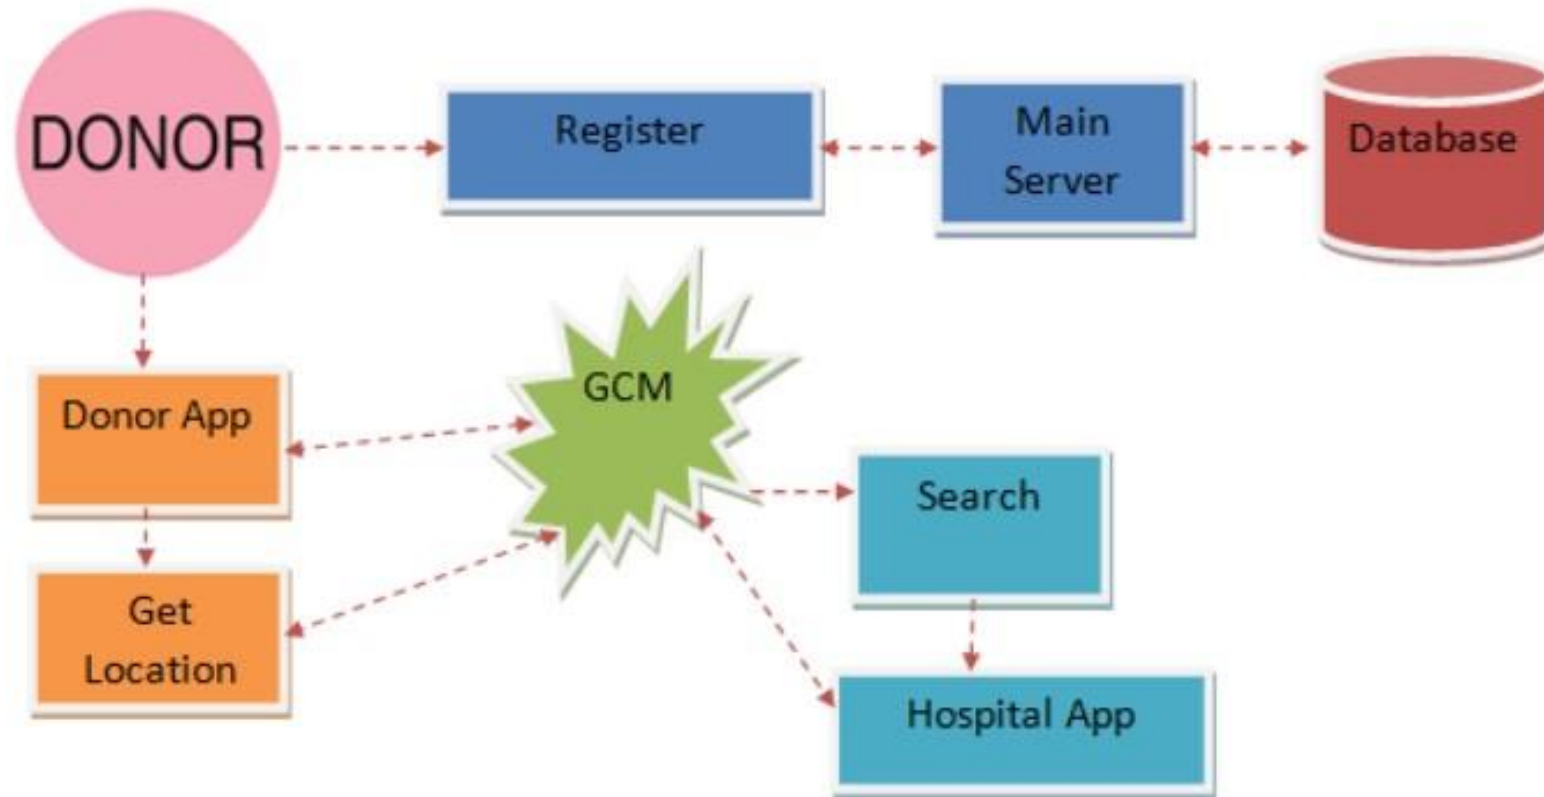 DONOR
Register
Main
Server
Database
GCM
Donor App
Search
Get
Location
Hospital App